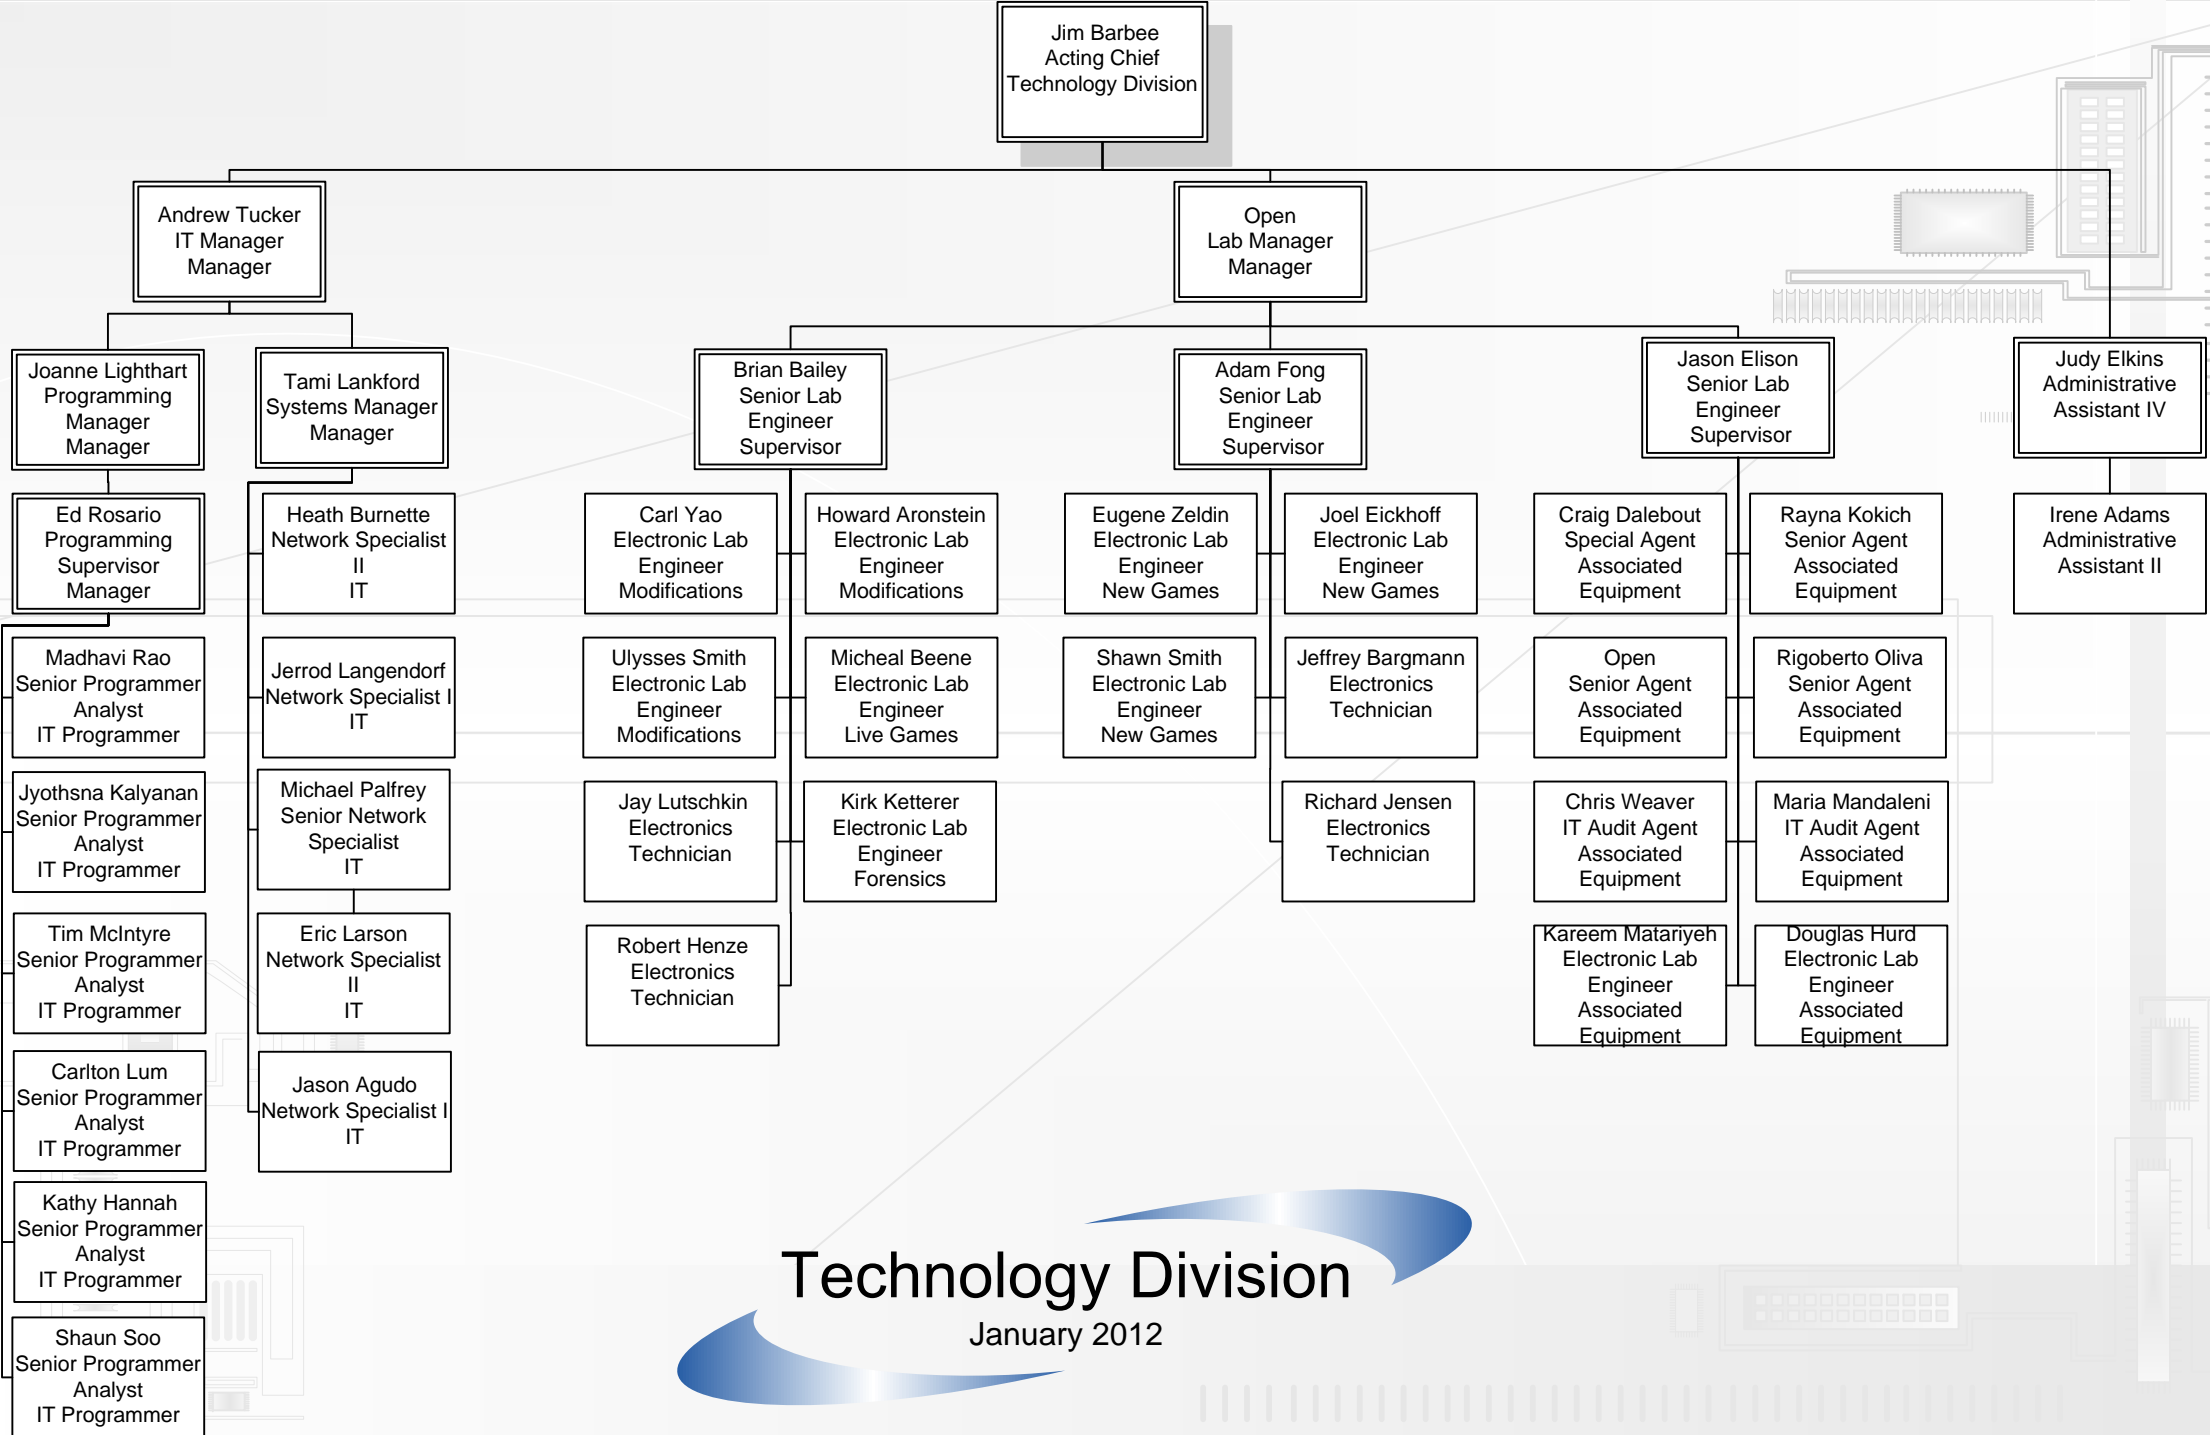 Jim Barbee
Acting Chief
Technology Division
Andrew Tucker
IT Manager
Manager
Open
Lab Manager
Manager
Joanne Lighthart
Programming
Manager
Manager
Tami Lankford
Systems Manager
Manager
Brian Bailey
Senior Lab
Engineer
Supervisor
Adam Fong
Senior Lab
Engineer
Supervisor
Jason Elison
Senior Lab
Engineer
Supervisor
Judy Elkins
Administrative
Assistant IV
Ed Rosario
Programming
Supervisor
Manager
Heath Burnette
Network Specialist
II
IT
Carl Yao
Electronic Lab
Engineer
Modifications
Howard Aronstein
Electronic Lab
Engineer
Modifications
Eugene Zeldin
Electronic Lab
Engineer
New Games
Joel Eickhoff
Electronic Lab
Engineer
New Games
Craig Dalebout
Special Agent
Associated
Equipment
Rayna Kokich
Senior Agent
Associated
Equipment
Irene Adams
Administrative
Assistant II
Madhavi Rao
Senior Programmer
Analyst
IT Programmer
Jerrod Langendorf
Network Specialist I
IT
Ulysses Smith
Electronic Lab
Engineer
Modifications
Micheal Beene
Electronic Lab
Engineer
Live Games
Shawn Smith
Electronic Lab
Engineer
New Games
Jeffrey Bargmann
Electronics
Technician
Open
Senior Agent
Associated
Equipment
Rigoberto Oliva
Senior Agent
Associated
Equipment
Jyothsna Kalyanan
Senior Programmer
Analyst
IT Programmer
Michael Palfrey
Senior Network
Specialist
IT
Jay Lutschkin
Electronics
Technician
Kirk Ketterer
Electronic Lab
Engineer
Forensics
Richard Jensen
Electronics
Technician
Chris Weaver
IT Audit Agent
Associated
Equipment
Maria Mandaleni
IT Audit Agent
Associated
Equipment
Tim McIntyre
Senior Programmer
Analyst
IT Programmer
Eric Larson
Network Specialist
II
IT
Robert Henze
Electronics
Technician
Kareem Matariyeh
Electronic Lab
Engineer
Associated
Equipment
Douglas Hurd
Electronic Lab
Engineer
Associated
Equipment
Carlton Lum
Senior Programmer
Analyst
IT Programmer
Jason Agudo
Network Specialist I
IT
Kathy Hannah
Senior Programmer
Analyst
IT Programmer
Shaun Soo
Senior Programmer
Analyst
IT Programmer
Technology Division
January 2012